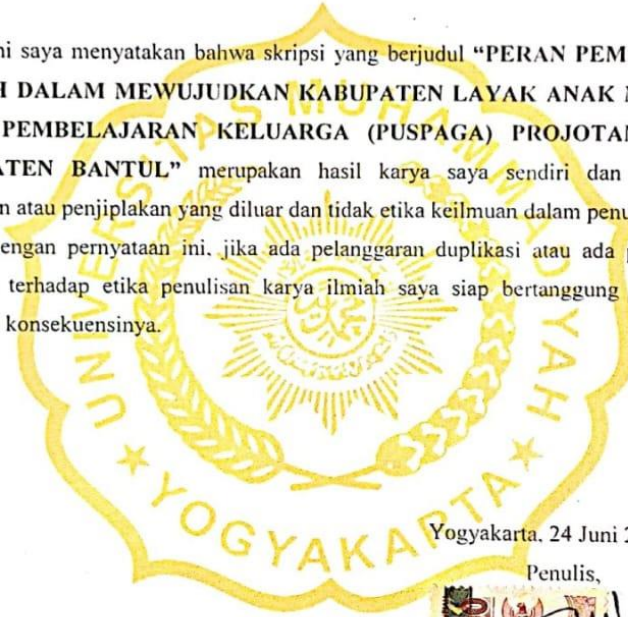 ni saya menyatakan bahwa skripsi yang berjudul “PERAN PEM
H DALAM MEWUJUDKAN KABUPATEN LAYAK ANAK
PEMBELAJARAN KELUARGA (PUSPAGA) PROJOTAM
ATEN BANTUL” merupakan hasil karya saya sendiri dan
n atau penjiplakan yang diluar dan tidak etika keilmuan dalam penu
engan pernyataan ini, jika ada pelanggaran duplikasi atau ada
terhadap etika penulisan karya ilmiah saya siap bertanggung
konsekuensinya.
UNIVERSITAS MUHAMMADIYAH
YOGYAKARTA
Yogyakarta, 24 Juni 2
Penulis,